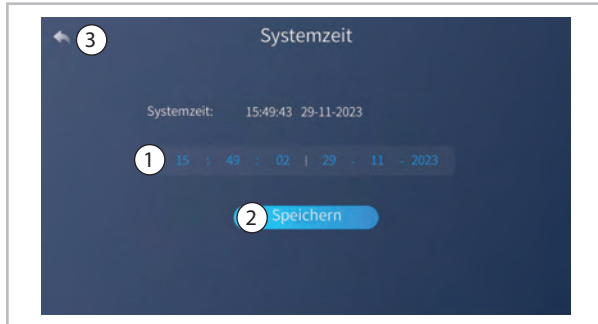 3 Systemzeit
Systemzeit: 15:49:43 29-11-2023
1 15 : 49 : 02 | 29 - 11 - 2023
2 Speichern